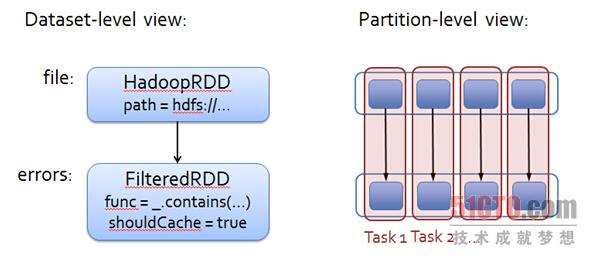 Dataset-level view:
Partition-level view:
file:
HadoopRDD
path = hdfs://...
errors:
FilteredRDD
func = _.contains(...)
shouldCache = true
Task 1 Task 2 ...
51CTO.com
技术成就梦想